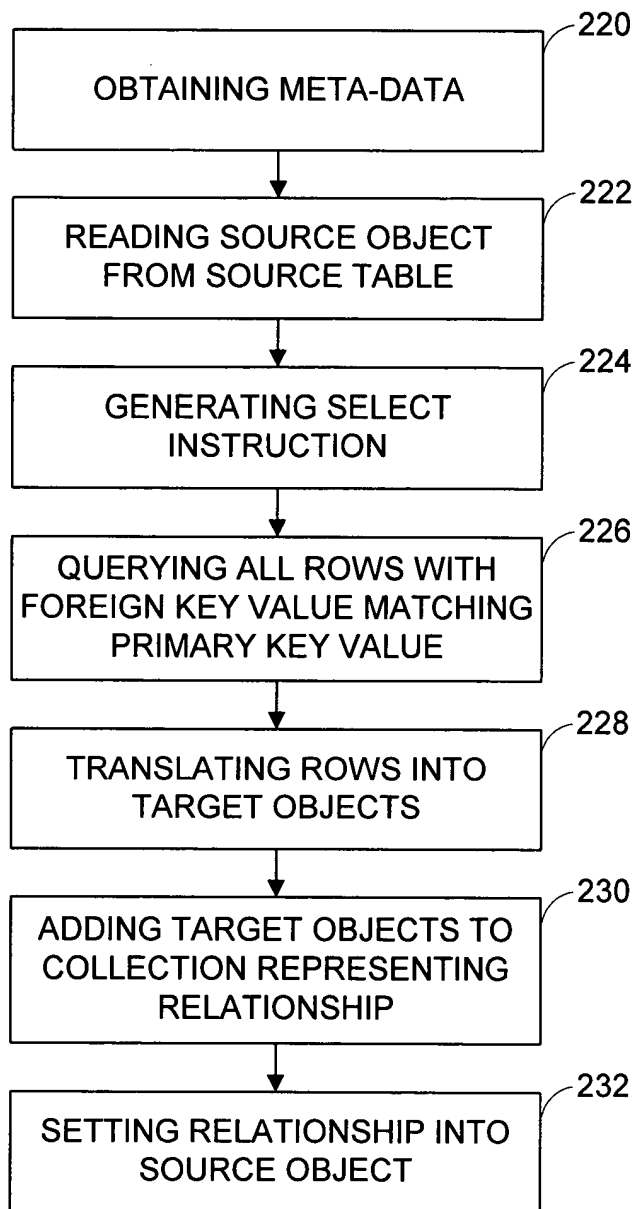 220
OBTAINING META-DATA
222
READING SOURCE OBJECT
FROM SOURCE TABLE
224
GENERATING SELECT
INSTRUCTION
226
QUERYING ALL ROWS WITH
FOREIGN KEY VALUE MATCHING
PRIMARY KEY VALUE
228
TRANSLATING ROWS INTO
TARGET OBJECTS
230
ADDING TARGET OBJECTS TO
COLLECTION REPRESENTING
RELATIONSHIP
232
SETTING RELATIONSHIP INTO
SOURCE OBJECT